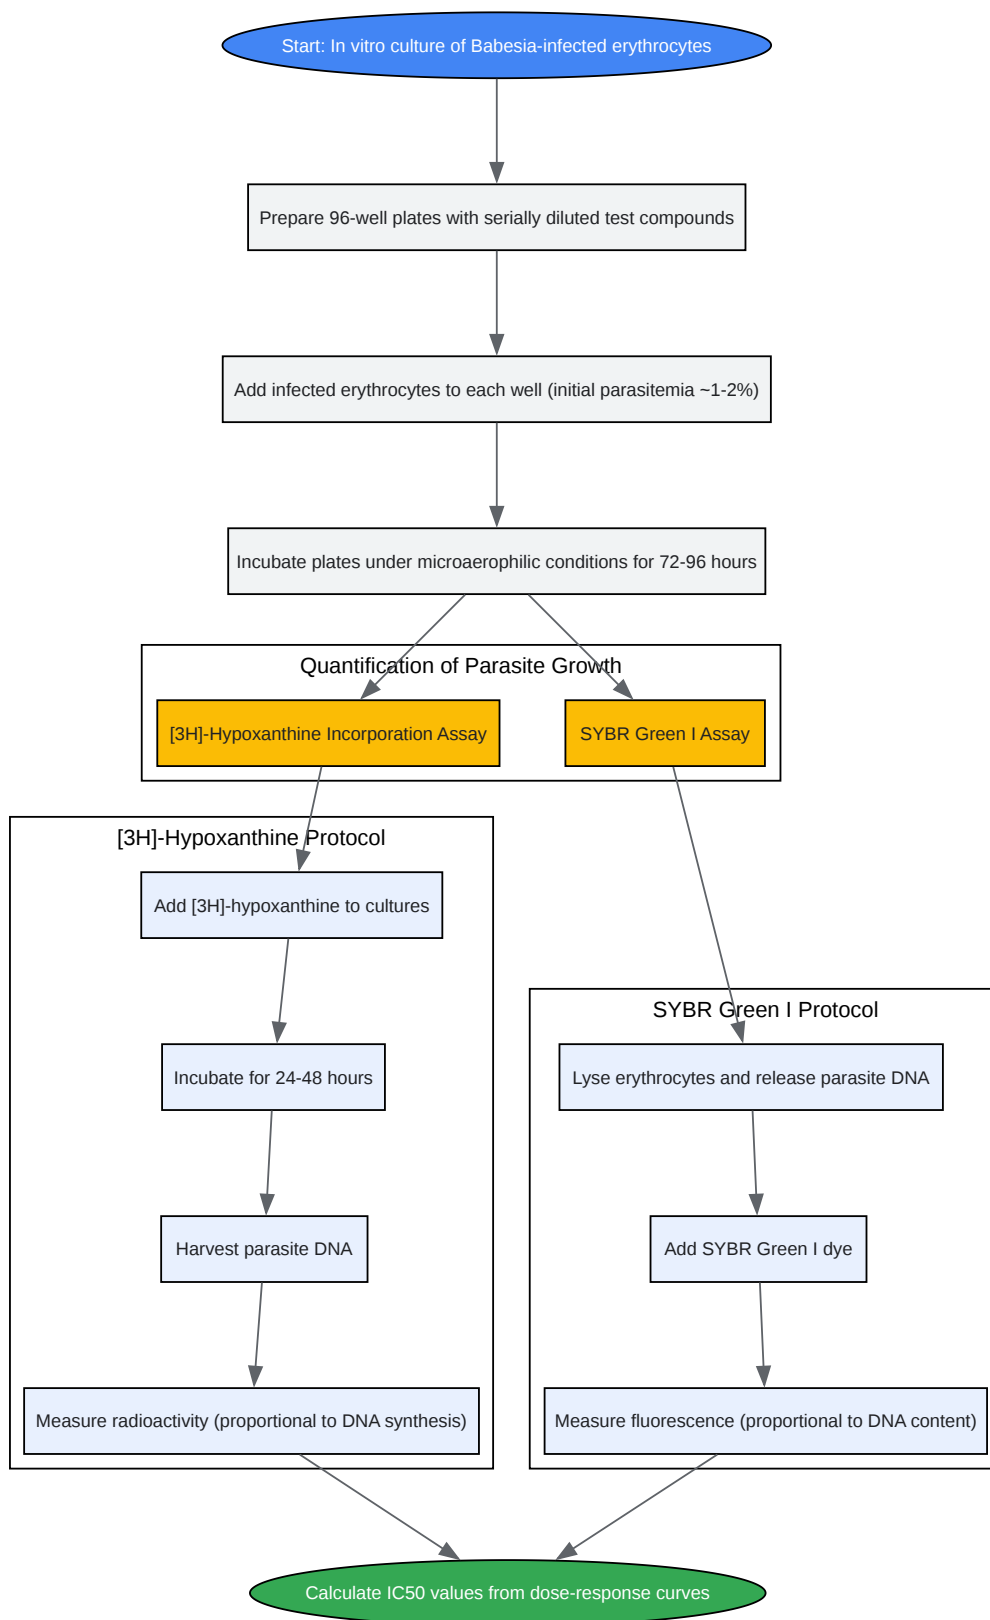 Start: In vitro culture of Babesia-infected erythrocytes
Prepare 96-well plates with serially diluted test compounds
Add infected erythrocytes to each well (initial parasitemia ~1-2%)
Incubate plates under microaerophilic conditions for 72-96 hours
Quantification of Parasite Growth
[3H]-Hypoxanthine Incorporation Assay
SYBR Green I Assay
[3H]-Hypoxanthine Protocol
Add [3H]-hypoxanthine to cultures
Incubate for 24-48 hours
Harvest parasite DNA
Measure radioactivity (proportional to DNA synthesis)
SYBR Green I Protocol
Lyse erythrocytes and release parasite DNA
Add SYBR Green I dye
Measure fluorescence (proportional to DNA content)
Calculate IC50 values from dose-response curves